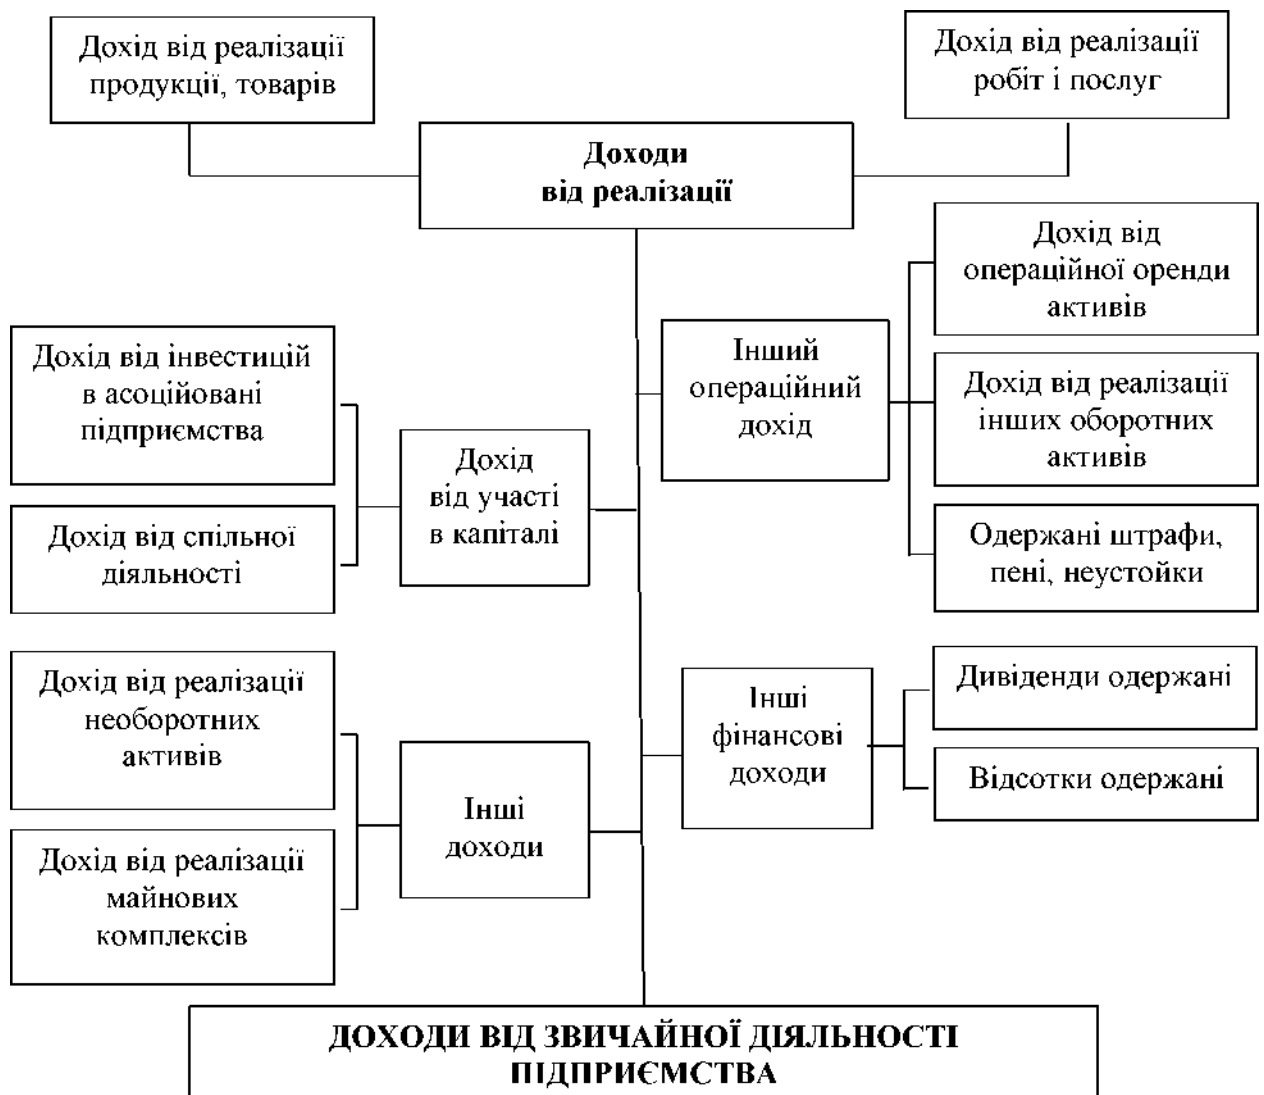 Дохід від реалізації
продукції, товарів
Дохід від реалізації
робіт і послуг
Доходи
від реалізації
Дохід від
операційної оренди
активів
Інший
операційний
дохід
Дохід від реалізації
інших оборотних
активів
Одержані штрафи,
пені, неустойки
Дохід від інвестицій
в асоційовані
підприємства
Дохід
від участі
в капіталі
Дохід від спільної
діяльності
Дохід від реалізації
необоротних
активів
Інші
доходи
Дохід від реалізації
майнових
комплексів
Інші
фінансові
доходи
Дивіденди одержані
Відсотки одержані
ДОХОДИ ВІД ЗВИЧАЙНОЇ ДІЯЛЬНОСТІ
ПІДПРИЄМСТВА